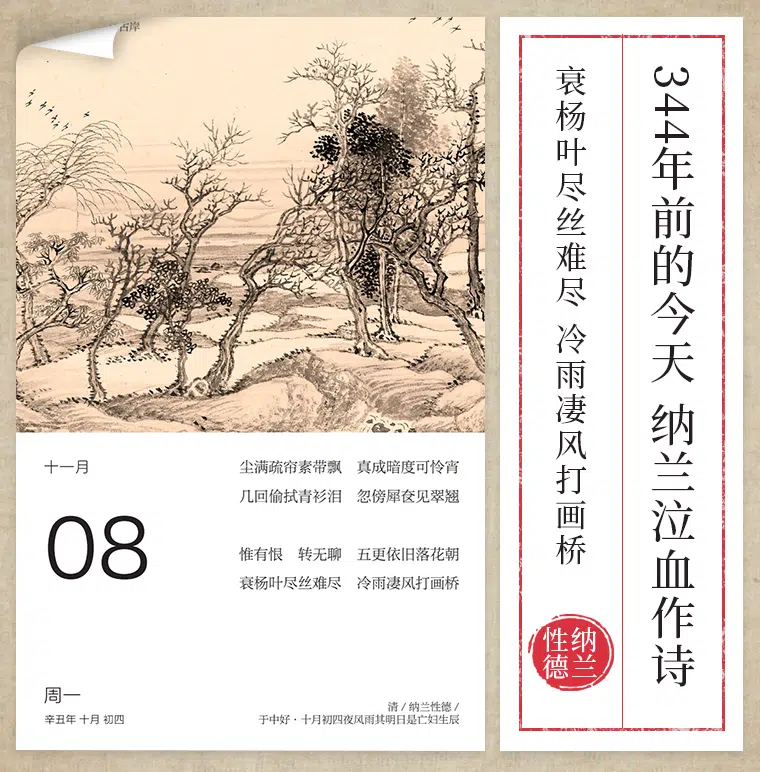 古岸
十一月
08
周一
辛丑年 十月 初四
尘满疏帘素带飘 真成暗度可怜宵
几回偷拭青衫泪 忽傍犀奁见翠翘
惟有恨 转无聊 五更依旧落花朝
衰杨叶尽丝难尽 冷雨凄风打画桥
清 / 纳兰性德 /
于中好·十月初四夜风雨其明日是亡妇生辰
344年前的今天 纳兰泣血作诗
衰杨叶尽丝难尽 冷雨凄风打画桥
纳兰
性德